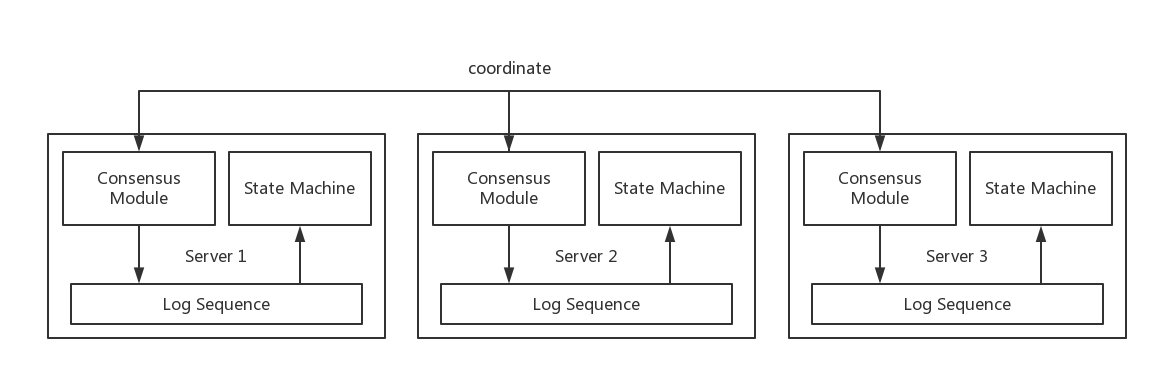 coordinate
Consensus
Module
State Machine
Server 1
Log Sequence
Consensus
Module
State Machine
Server 2
Log Sequence
Consensus
Module
State Machine
Server 3
Log Sequence